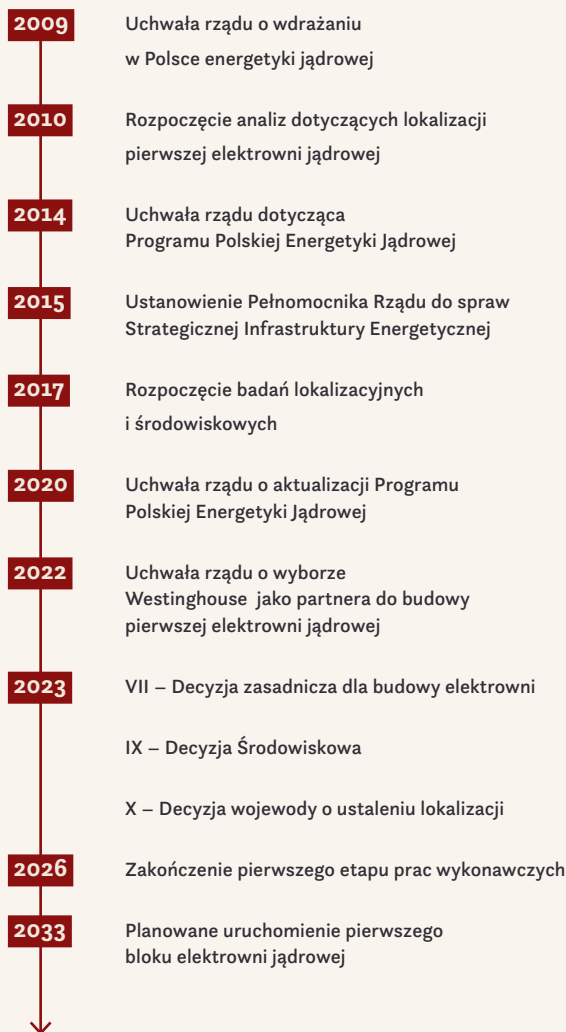 2009
Uchwała rządu o wdrażaniu
w Polsce energetyki jądrowej
2010
Rozpoczęcie analiz dotyczących lokalizacji
pierwszej elektrowni jądrowej
2014
Uchwała rządu dotycząca
Programu Polskiej Energetyki Jądrowej
2015
Ustanowienie Pełnomocnika Rządu do spraw
Strategicznej Infrastruktury Energetycznej
2017
Rozpoczęcie badań lokalizacyjnych
i środowiskowych
2020
Uchwała rządu o aktualizacji Programu
Polskiej Energetyki Jądrowej
2022
Uchwała rządu o wyborze
Westinghouse jako partnera do budowy
pierwszej elektrowni jądrowej
2023
VII – Decyzja zasadnicza dla budowy elektrowni
IX – Decyzja Środowiskowa
X – Decyzja wojewody o ustaleniu lokalizacji
2026
Zakończenie pierwszego etapu prac wykonawczych
2033
Planowane uruchomienie pierwszego
bloku elektrowni jądrowej